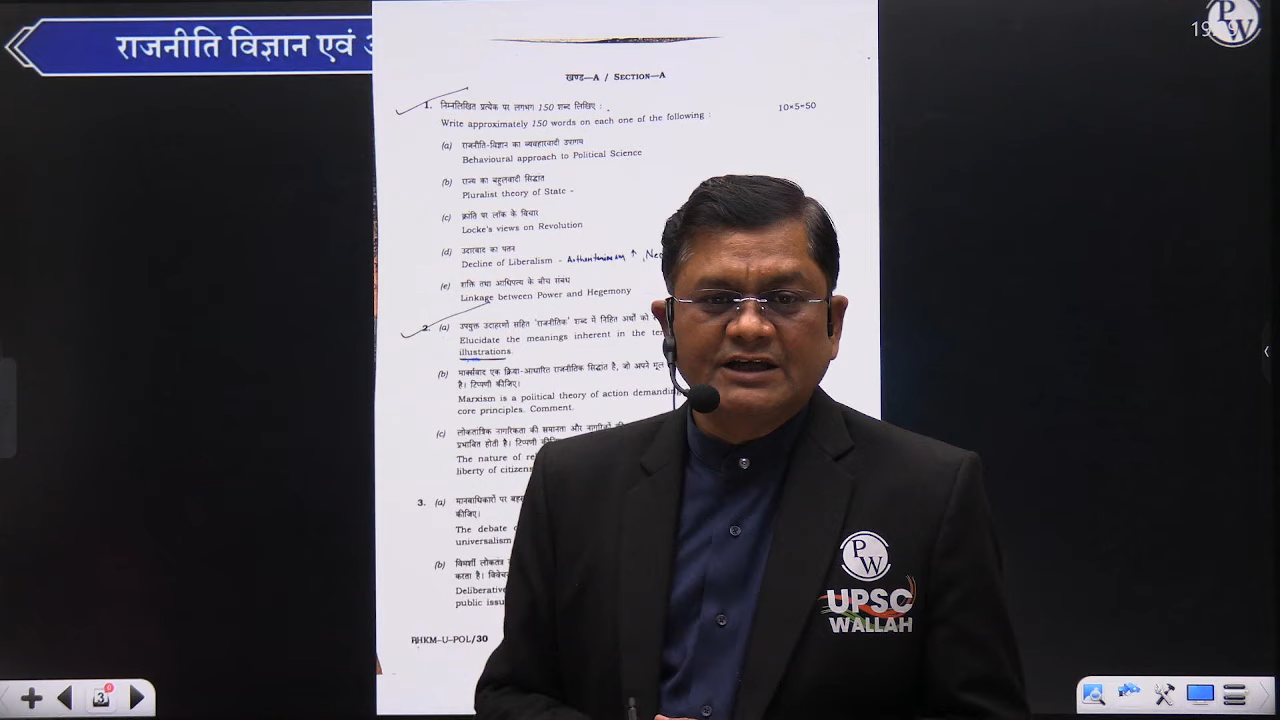 राजनीति विज्ञान एवं
PW
खण्ड—A / SECTION—A
1. निम्नलिखित प्रत्येक पर लगभग 150 शब्द लिखिए :
10×5=50
Write approximately 150 words on each one of the following :
(a) राजनीति-विज्ञान का व्यवहारवादी उपागम
Behavioural approach to Political Science
(b) राज्य का बहुलवादी सिद्धांत
Pluralist theory of State -
(c) क्रांति पर लॉक के विचार
Locke's views on Revolution
(d) उदारवाद का पतन
Decline of Liberalism -
(e) शक्ति तथा आधिपत्य के बीच संबंध
Linkage between Power and Hegemony
2. (a) उपयुक्त उदाहरणों सहित 'राजनीतिक' शब्द में निहित अर्थों को
Elucidate the meanings inherent in the
illustrations.
(b) मार्क्सवाद एक क्रिया-आधारित राजनीतिक सिद्धांत है, जो अपने मूल
है। टिप्पणी कीजिए।
Marxism is a political theory of action demanding
core principles. Comment.
(c) लोकतांत्रिक नागरिकता की समानता और नागरिकों की
प्रभावित होती है। टिप्पणी
The nature of
liberty of citizens
3. (a) मानवाधिकारों पर
कीजिए।
The debate
universalism
(b) विमर्शी लोकतंत्र
करता है।
Deliberative
public
RHKM-U-POL/30
PW
UPSC
WALLAH
3